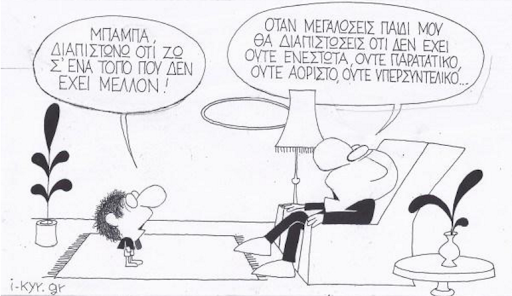 ΜΠΑΜΠΑ,
ΔΙΑΠΙΣΤΩΝΩ ΟΤΙ ΖΩ
Σ' ΕΝΑ ΤΟΠΟ ΠΟΥ ΔΕΝ
ΕΧΕΙ ΜΕΛΛΟΝ!
ΟΤΑΝ ΜΕΓΑΛΩΣΕΙΣ ΠΑΙΔΙ ΜΟΥ
ΘΑ ΔΙΑΠΙΣΤΩΣΕΙΣ ΟΤΙ ΔΕΝ ΕΧΕΙ
ΟΥΤΕ ΕΝΕΣΤΩΤΑ, ΟΥΤΕ ΠΑΡΑΤΑΤΙΚΟ,
ΟΥΤΕ ΑΟΡΙΣΤΟ, ΟΥΤΕ ΥΠΕΡΣΥΝΤΕΛΙΚΟ...
i-kyr.gr